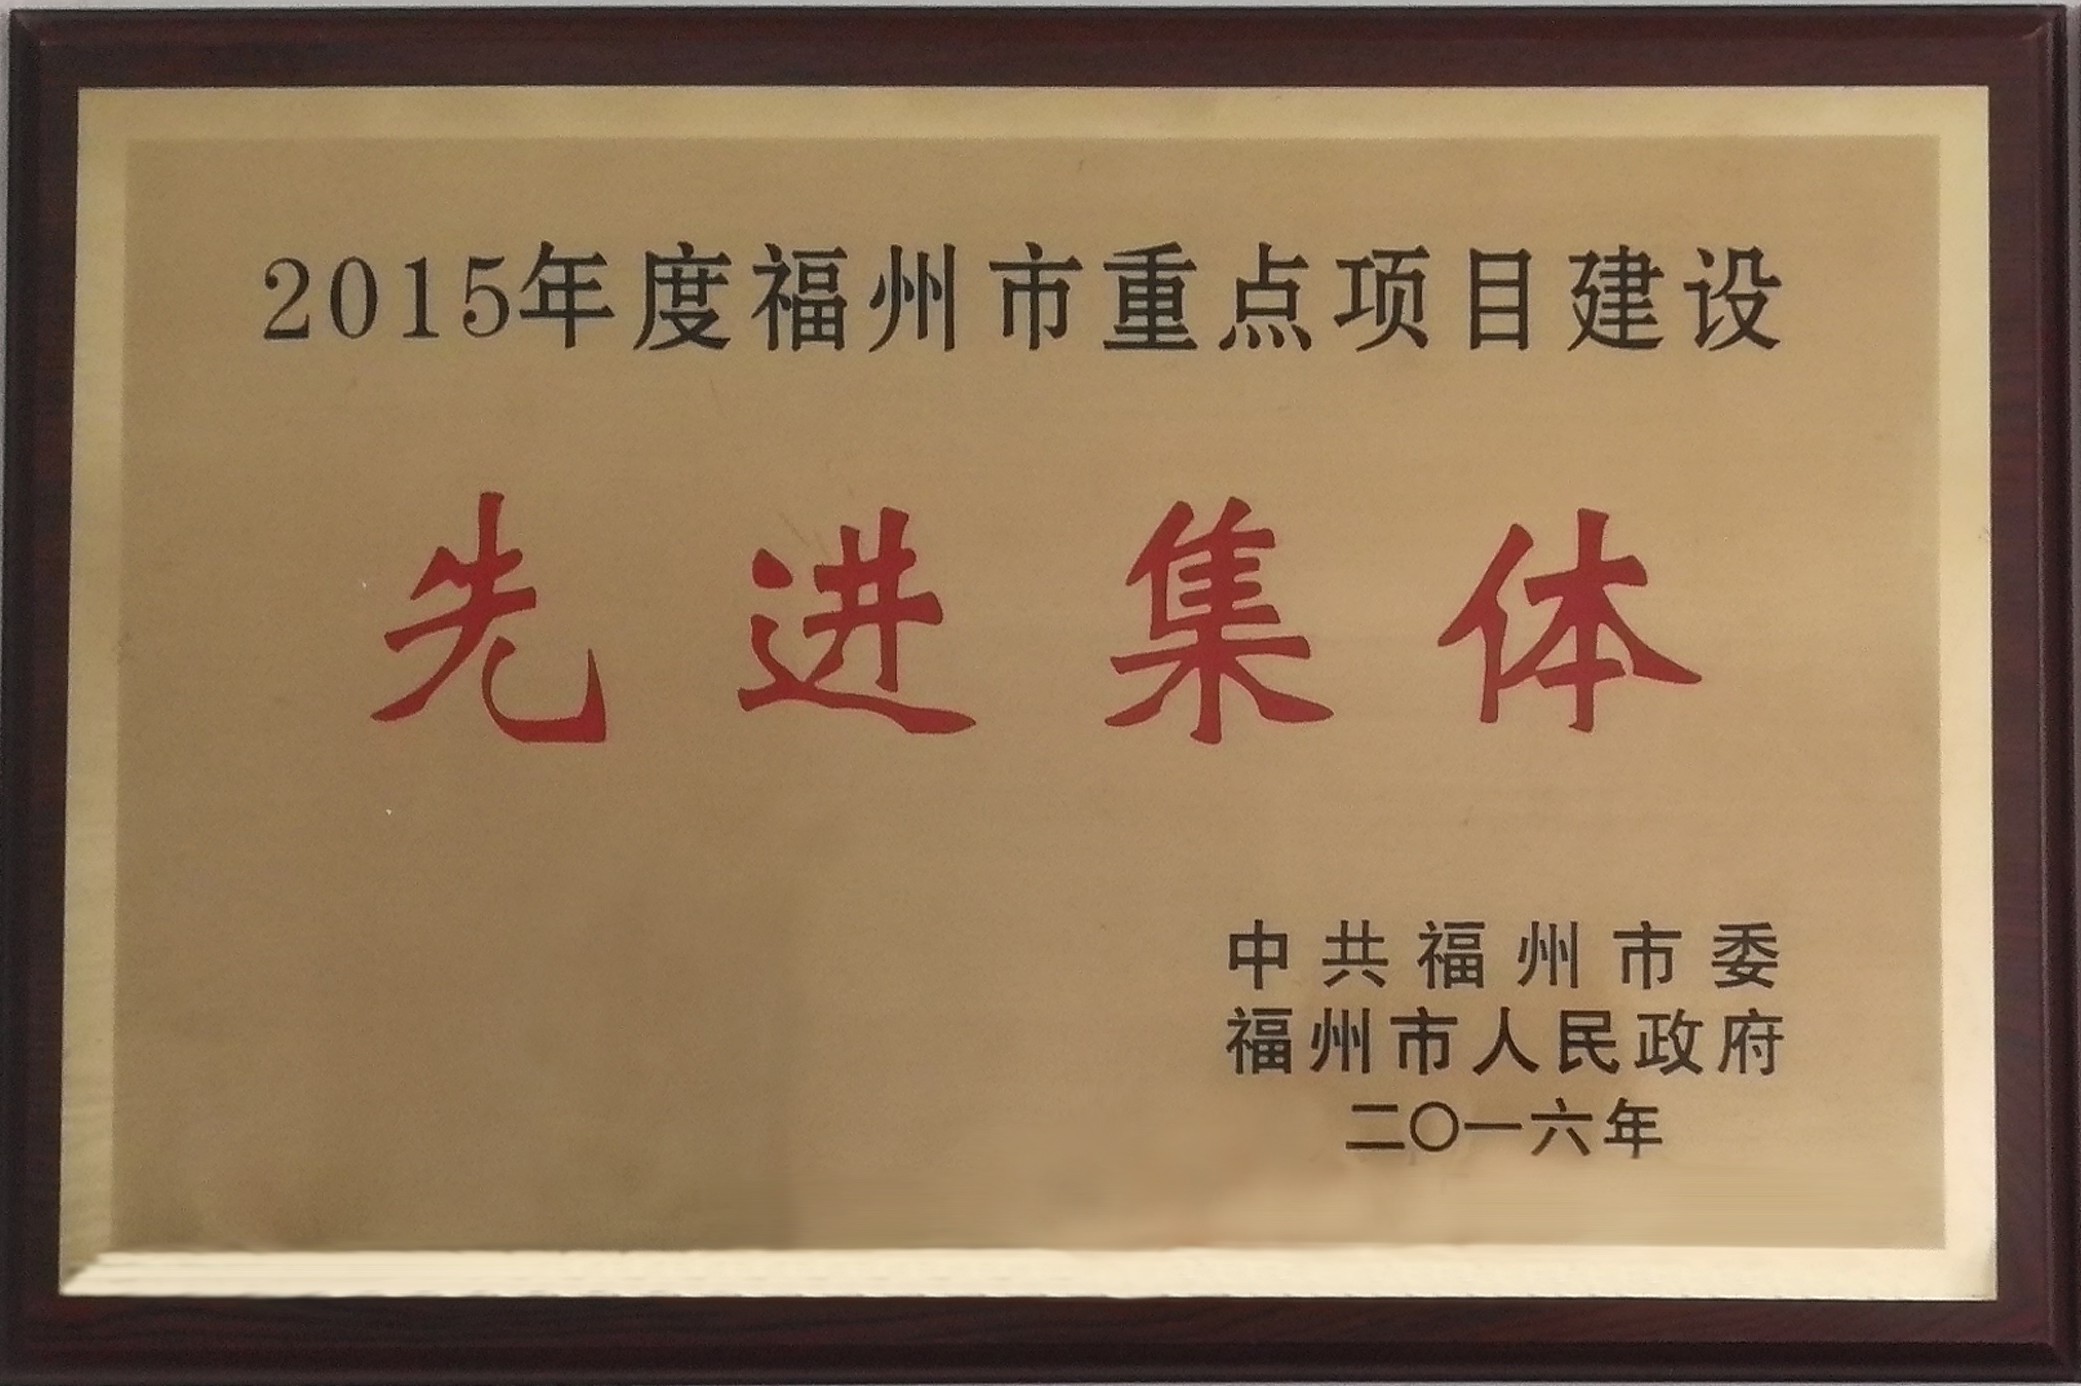 2015年度福州市重点项目建设
先进集体
中共福州市委
福州市人民政府
二〇一六年